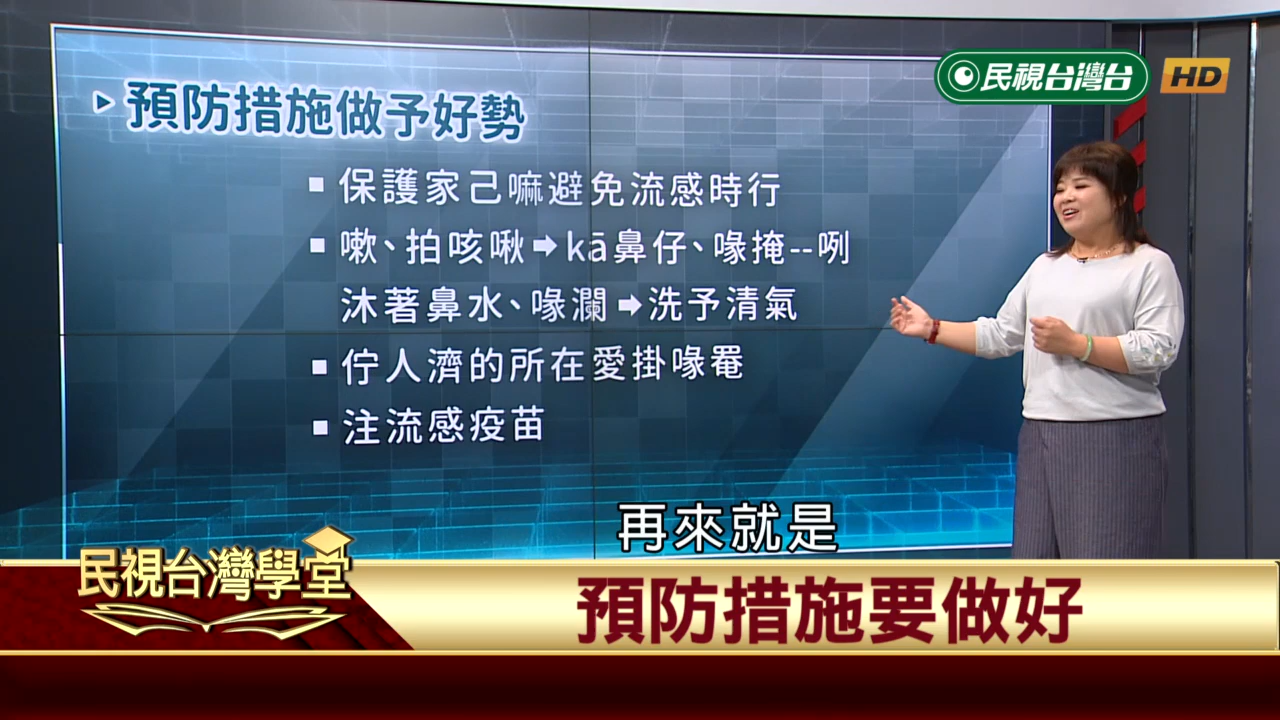 民視台灣台 HD
▸預防措施做予好勢
▪保護家己嘛避免流感時行
▪嗽、拍咳啾➡kā鼻仔、喙掩--咧
沐著鼻水、喙瀾➡洗予清氣
▪佇人濟的所在愛掛喙罨
▪注流感疫苗
再來就是
民視台灣學堂
預防措施要做好